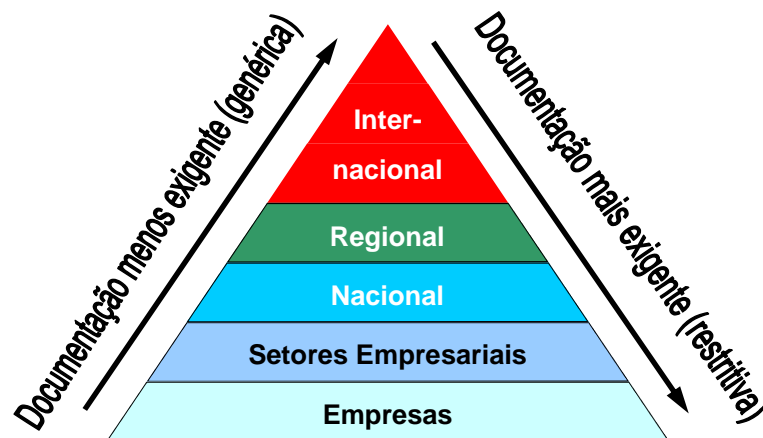 Documentação menos exigente (genérica)
Documentação mais exigente (restritiva)
Inter-
nacional
Regional
Nacional
Setores Empresariais
Empresas